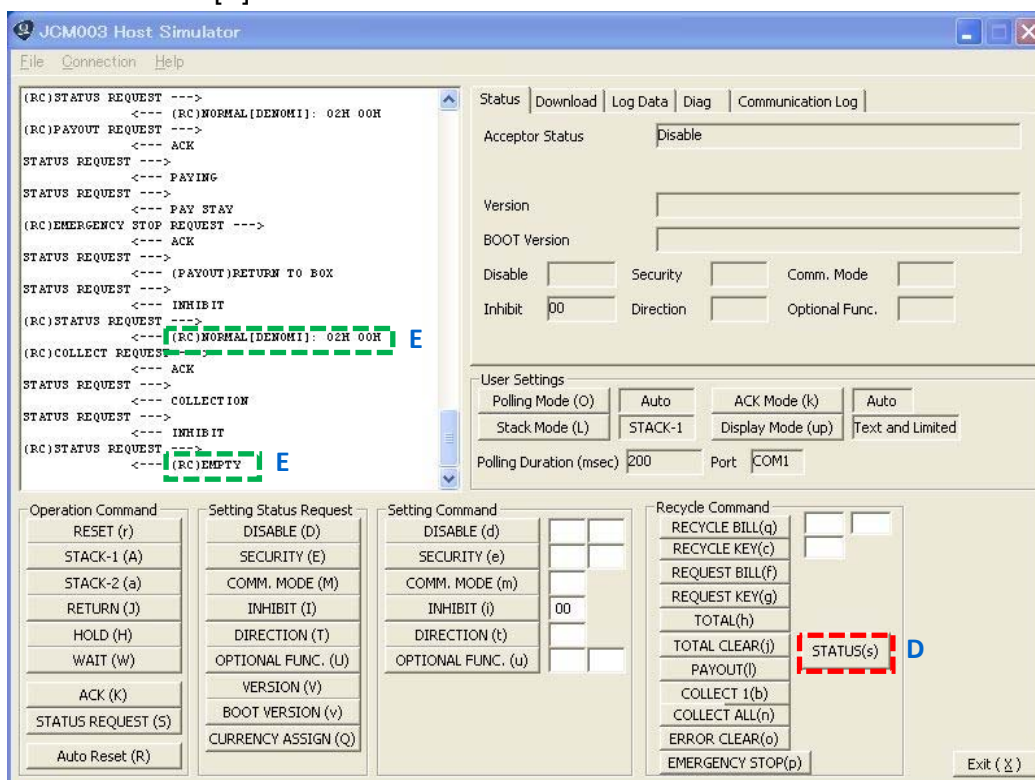 JCM003 Host Simulator
File Connection Help
(RC)STATUS REQUEST --->
<--- (RC)NORMAL[DENOMI]: 02H 00H
(RC)PAYOUT REQUEST --->
<--- ACK
STATUS REQUEST --->
<--- PAYING
STATUS REQUEST --->
<--- PAY STAY
(RC)EMERGENCY STOP REQUEST --->
<--- ACK
STATUS REQUEST --->
<--- (PAYOUT)RETURN TO BOX
STATUS REQUEST --->
<--- INHIBIT
(RC)STATUS REQUEST --->
<--- (RC)NORMAL[DENOMI]: 02H 00H E
(RC)COLLECT REQUEST --->
<--- ACK
STATUS REQUEST --->
<--- COLLECTION
STATUS REQUEST --->
<--- INHIBIT
(RC)STATUS REQUEST --->
<--- (RC)EMPTY E
Status Download Log Data Diag Communication Log
Acceptor Status Disable
Version
BOOT Version
Disable Security Comm. Mode
Inhibit 00 Direction Optional Func.
User Settings
Polling Mode (O) Auto ACK Mode (k) Auto
Stack Mode (L) STACK-1 Display Mode (up) Text and Limited
Polling Duration (msec) 200 Port COM1
Operation Command
RESET (r)
STACK-1 (A)
STACK-2 (a)
RETURN (J)
HOLD (H)
WAIT (W)
ACK (K)
STATUS REQUEST (S)
Auto Reset (R)
Setting Status Request
DISABLE (D)
SECURITY (E)
COMM. MODE (M)
INHIBIT (I)
DIRECTION (T)
OPTIONAL FUNC. (U)
VERSION (V)
BOOT VERSION (v)
CURRENCY ASSIGN (Q)
Setting Command
DISABLE (d)
SECURITY (e)
COMM. MODE (m)
INHIBIT (i) 00
DIRECTION (t)
OPTIONAL FUNC. (u)
Recycle Command
RECYCLE BILL(q)
RECYCLE KEY(c)
REQUEST BILL(f)
REQUEST KEY(g)
TOTAL(h)
TOTAL CLEAR(j)
STATUS(s) D
PAYOUT(l)
COLLECT 1(b)
COLLECT ALL(n)
ERROR CLEAR(o)
EMERGENCY STOP(p)
Exit ( X )